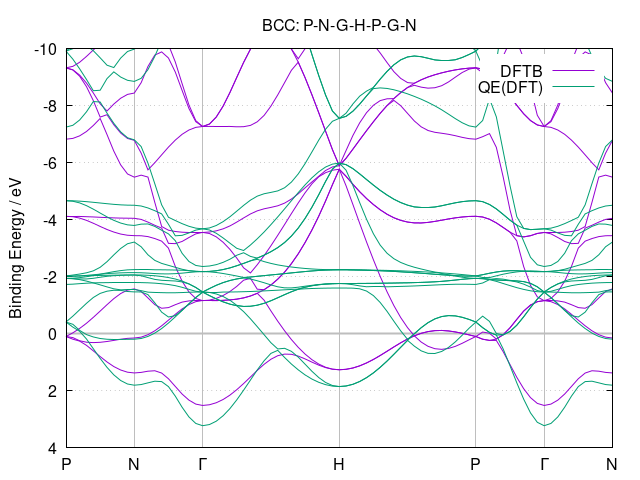 BCC: P-N-G-H-P-G-N
DFTB
QE(DFT)
Binding Energy / eV
-10
-8
-6
-4
-2
0
2
4
P N Γ H P Γ N